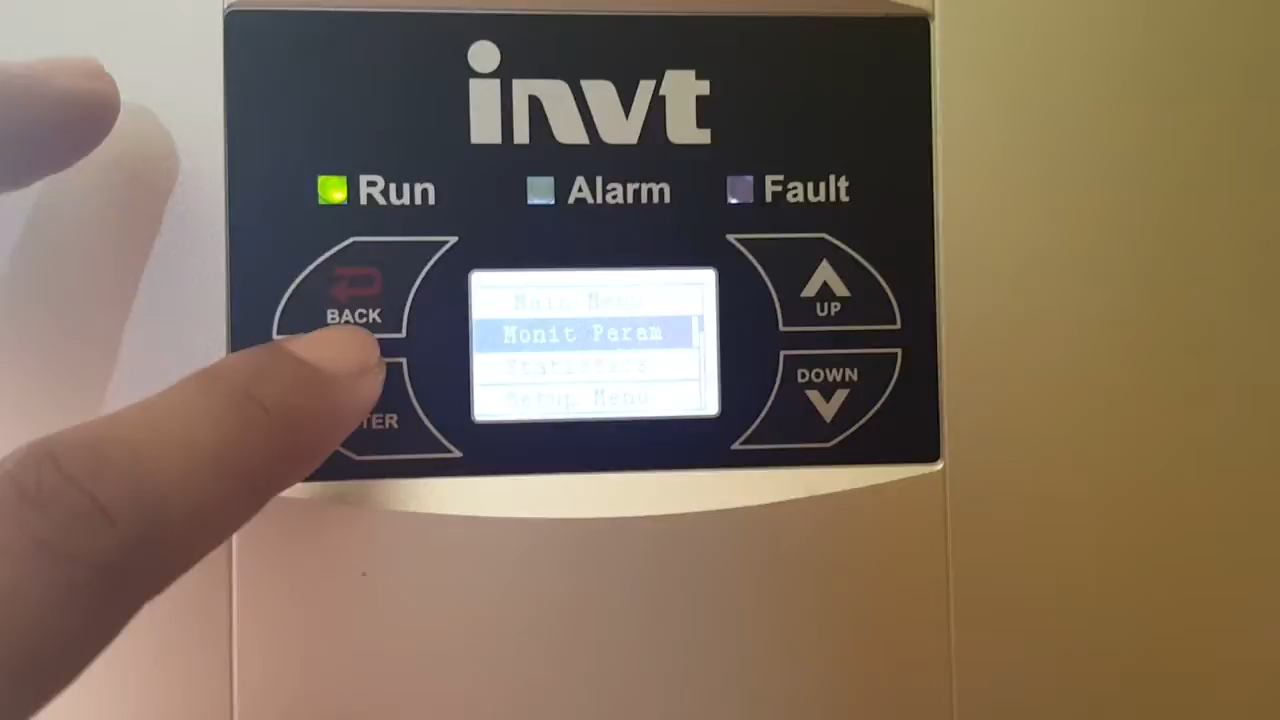 invt
Run
Alarm
Fault
BACK
UP
Main Menu
Monit Param
Statistics
Setup Menu
TER
DOWN